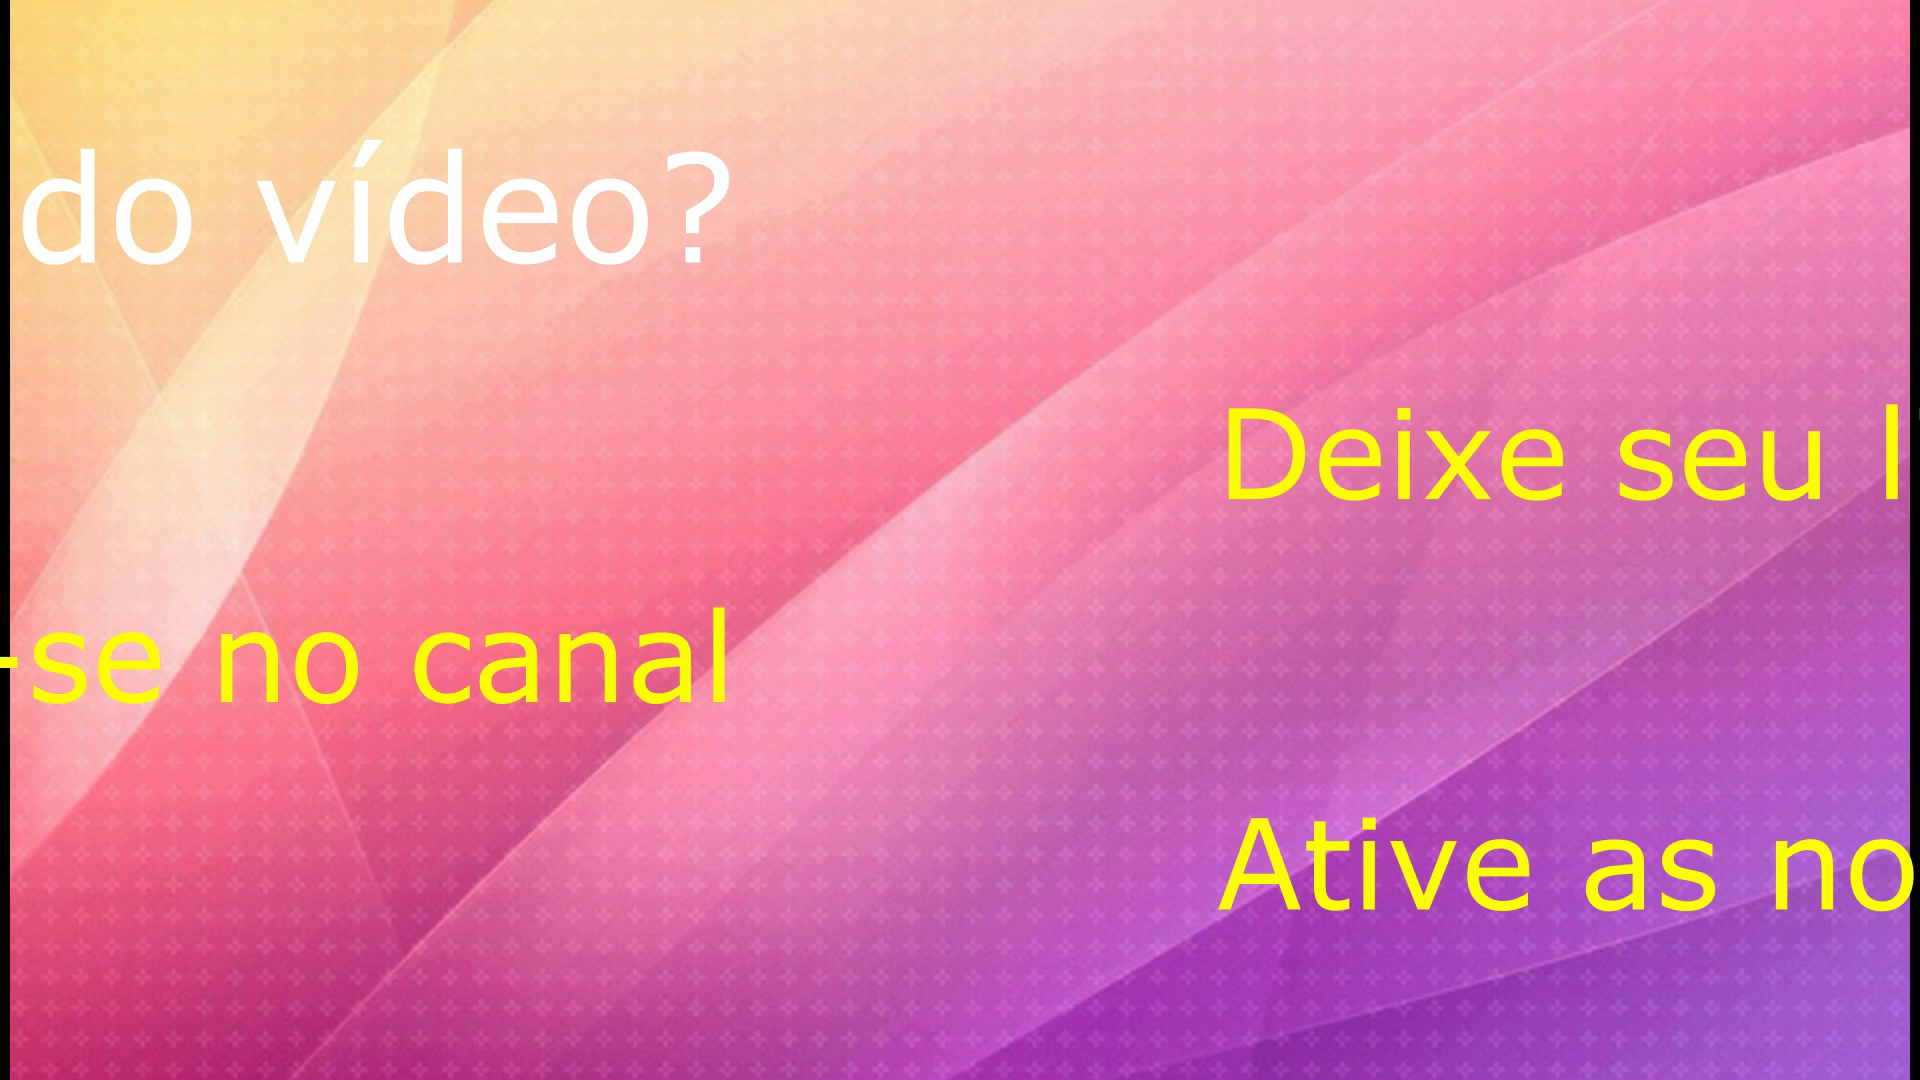 do vídeo?
Deixe seu l
-se no canal
Ative as no